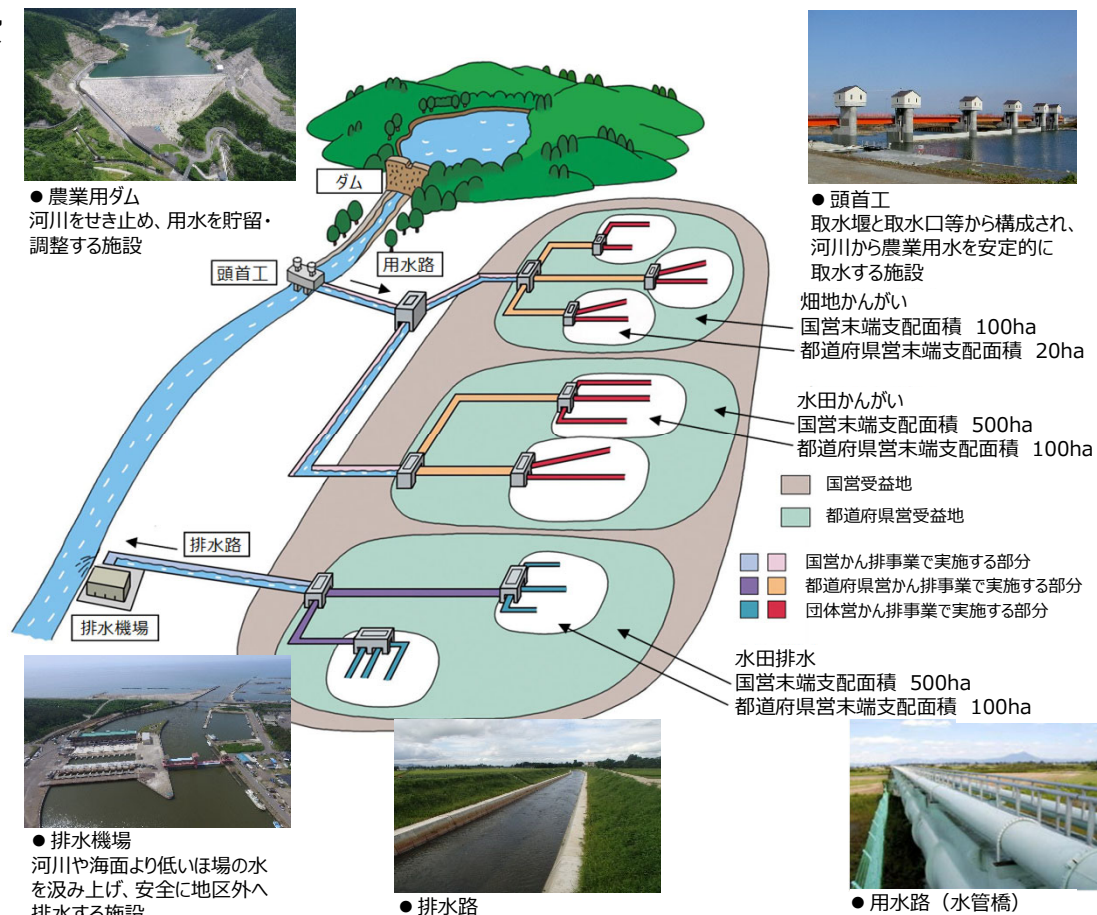 ● 農業用ダム
河川をせき止め、用水を貯留・
調整する施設
ダム
頭首工
用水路
● 頭首工
取水堰と取水口等から構成され、
河川から農業用水を安定的に
取水する施設
畑地かんがい
国営末端支配面積 100ha
都道府県営末端支配面積 20ha
水田かんがい
国営末端支配面積 500ha
都道府県営末端支配面積 100ha
国営受益地
都道府県営受益地
国営かん排事業で実施する部分
都道府県営かん排事業で実施する部分
団体営かん排事業で実施する部分
排水路
排水機場
水田排水
国営末端支配面積 500ha
都道府県営末端支配面積 100ha
● 排水機場
河川や海面より低いほ場の水
を汲み上げ、安全に地区外へ
排水する施設
● 排水路
● 用水路（水管橋）